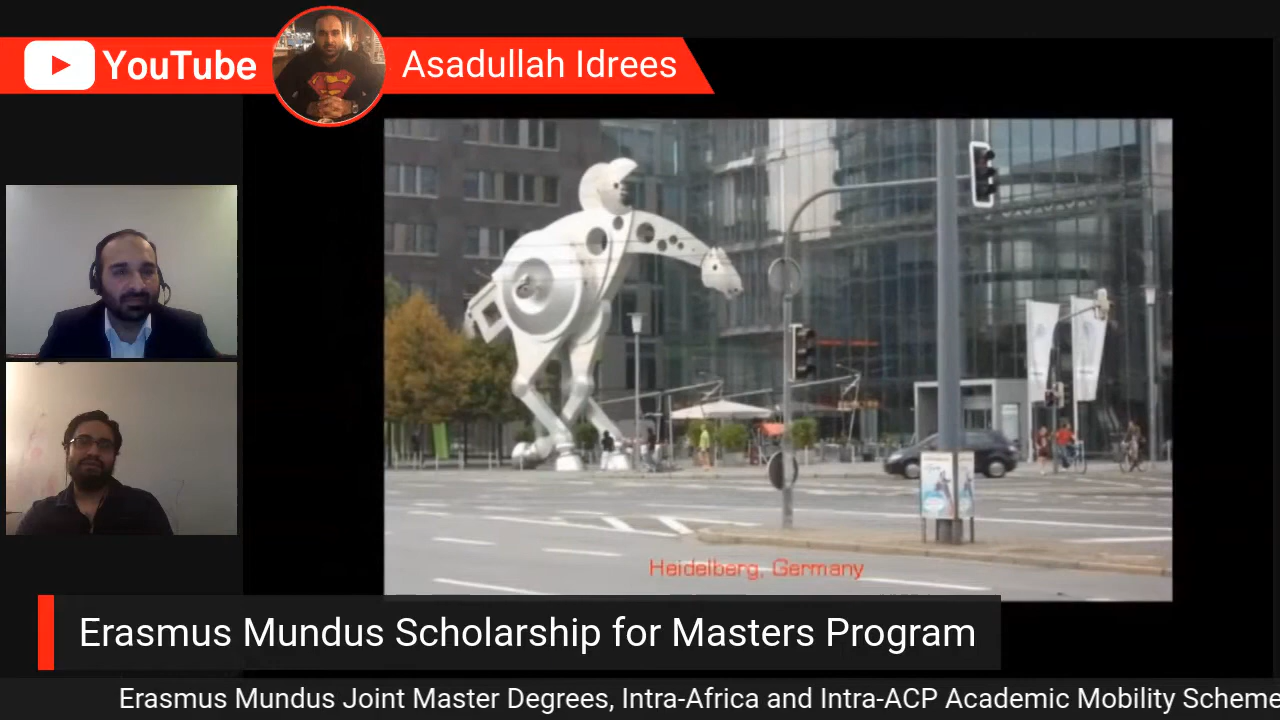 YouTube
Asadullah Idrees
Heidelberg, Germany
Erasmus Mundus Scholarship for Masters Program
Erasmus Mundus Joint Master Degrees, Intra-Africa and Intra-ACP Academic Mobility Scheme